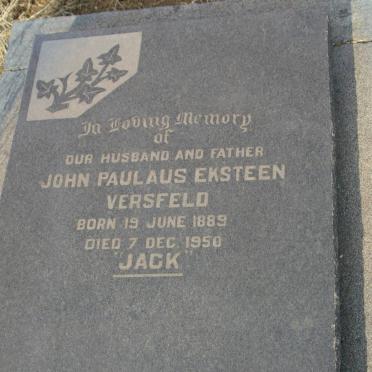 In Loving Memory
of
OUR HUSBAND AND FATHER
JOHN PAULAUS EKSTEEN
VERSFELD
BORN 19 JUNE 1889
DIED 7 DEC. 1950
"JACK"